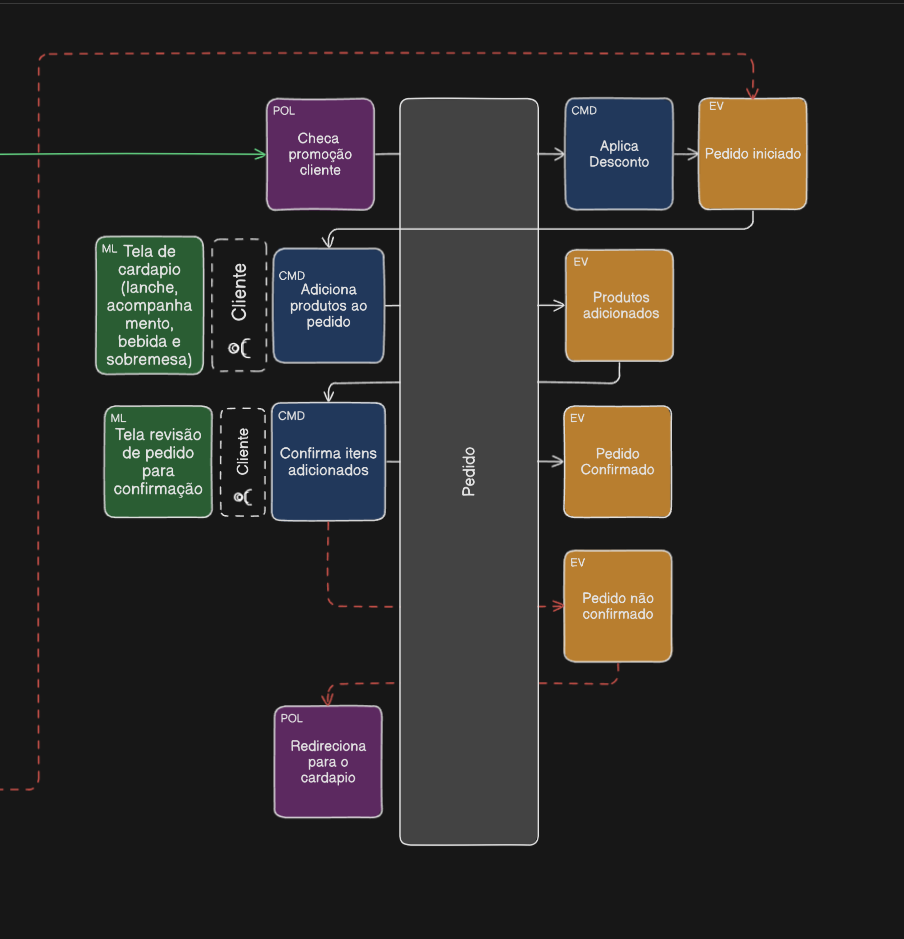 POL
Checa
promoção
cliente
CMD
Aplica
Desconto
EV
Pedido iniciado
ML
Tela de
cardapio
(lanche,
acompanha
mento,
bebida e
sobremesa)
Cliente
CMD
Adiciona
produtos ao
pedido
EV
Produtos
adicionados
ML
Tela revisão
de pedido
para
confirmação
Cliente
CMD
Confirma itens
adicionados
Pedido
EV
Pedido
Confirmado
EV
Pedido não
confirmado
POL
Redireciona
para o
cardapio